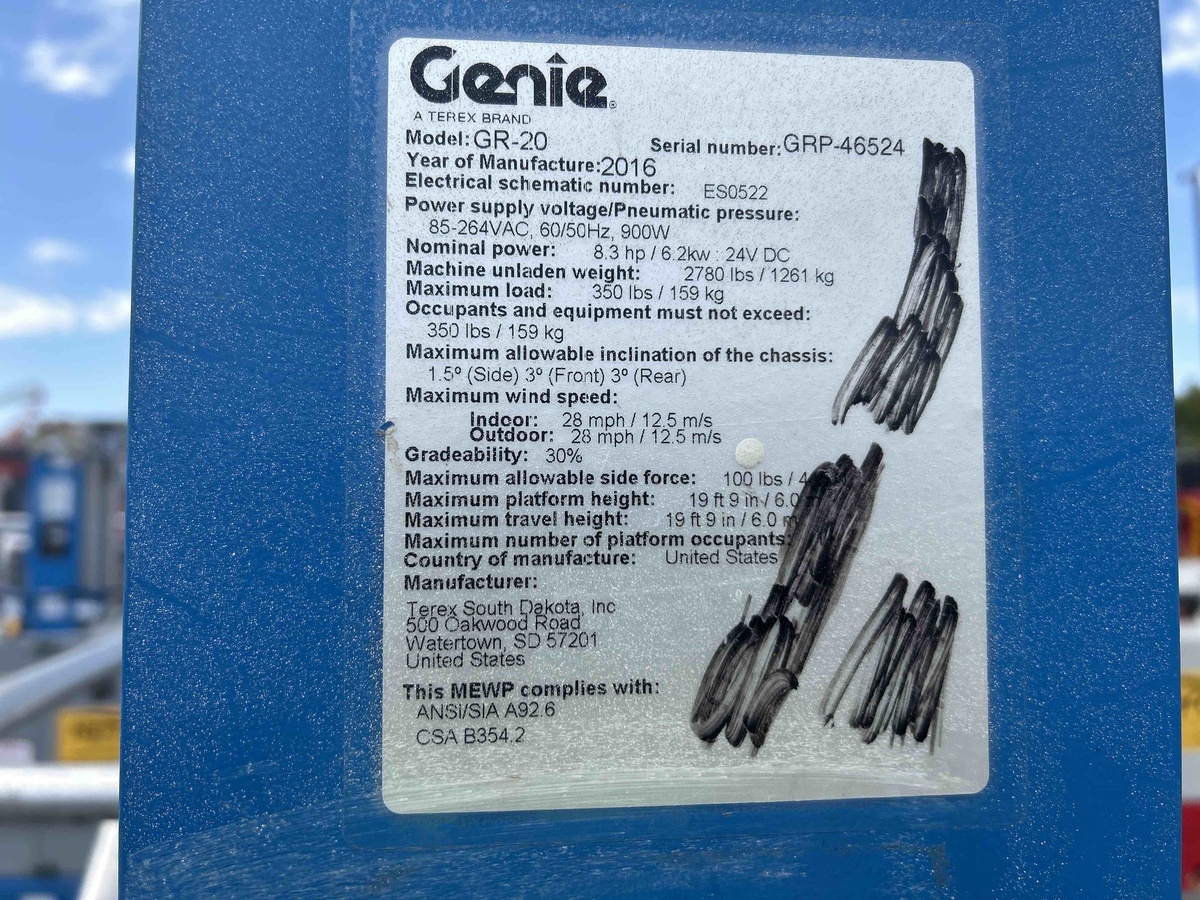 Genie®
A TEREX BRAND
Model: GR-20 Serial number: GRP-46524
Year of Manufacture: 2016
Electrical schematic number: ES0522
Power supply voltage/Pneumatic pressure:
85-264VAC, 60/50Hz, 900W
Nominal power: 8.3 hp / 6.2kw : 24V DC
Machine unladen weight: 2780 lbs / 1261 kg
Maximum load: 350 lbs / 159 kg
Occupants and equipment must not exceed:
350 lbs / 159 kg
Maximum allowable inclination of the chassis:
1.5º (Side) 3º (Front) 3º (Rear)
Maximum wind speed:
Indoor: 28 mph / 12.5 m/s
Outdoor: 28 mph / 12.5 m/s
Gradeability: 30%
Maximum allowable side force: 100 lbs /
Maximum platform height: 19 ft 9 in / 6.0
Maximum travel height: 19 ft 9 in / 6.0 m
Maximum number of platform occupants:
Country of manufacture: United States
Manufacturer:
Terex South Dakota, Inc
500 Oakwood Road
Watertown, SD 57201
United States
This MEWP complies with:
ANSI/SIA A92.6
CSA B354.2